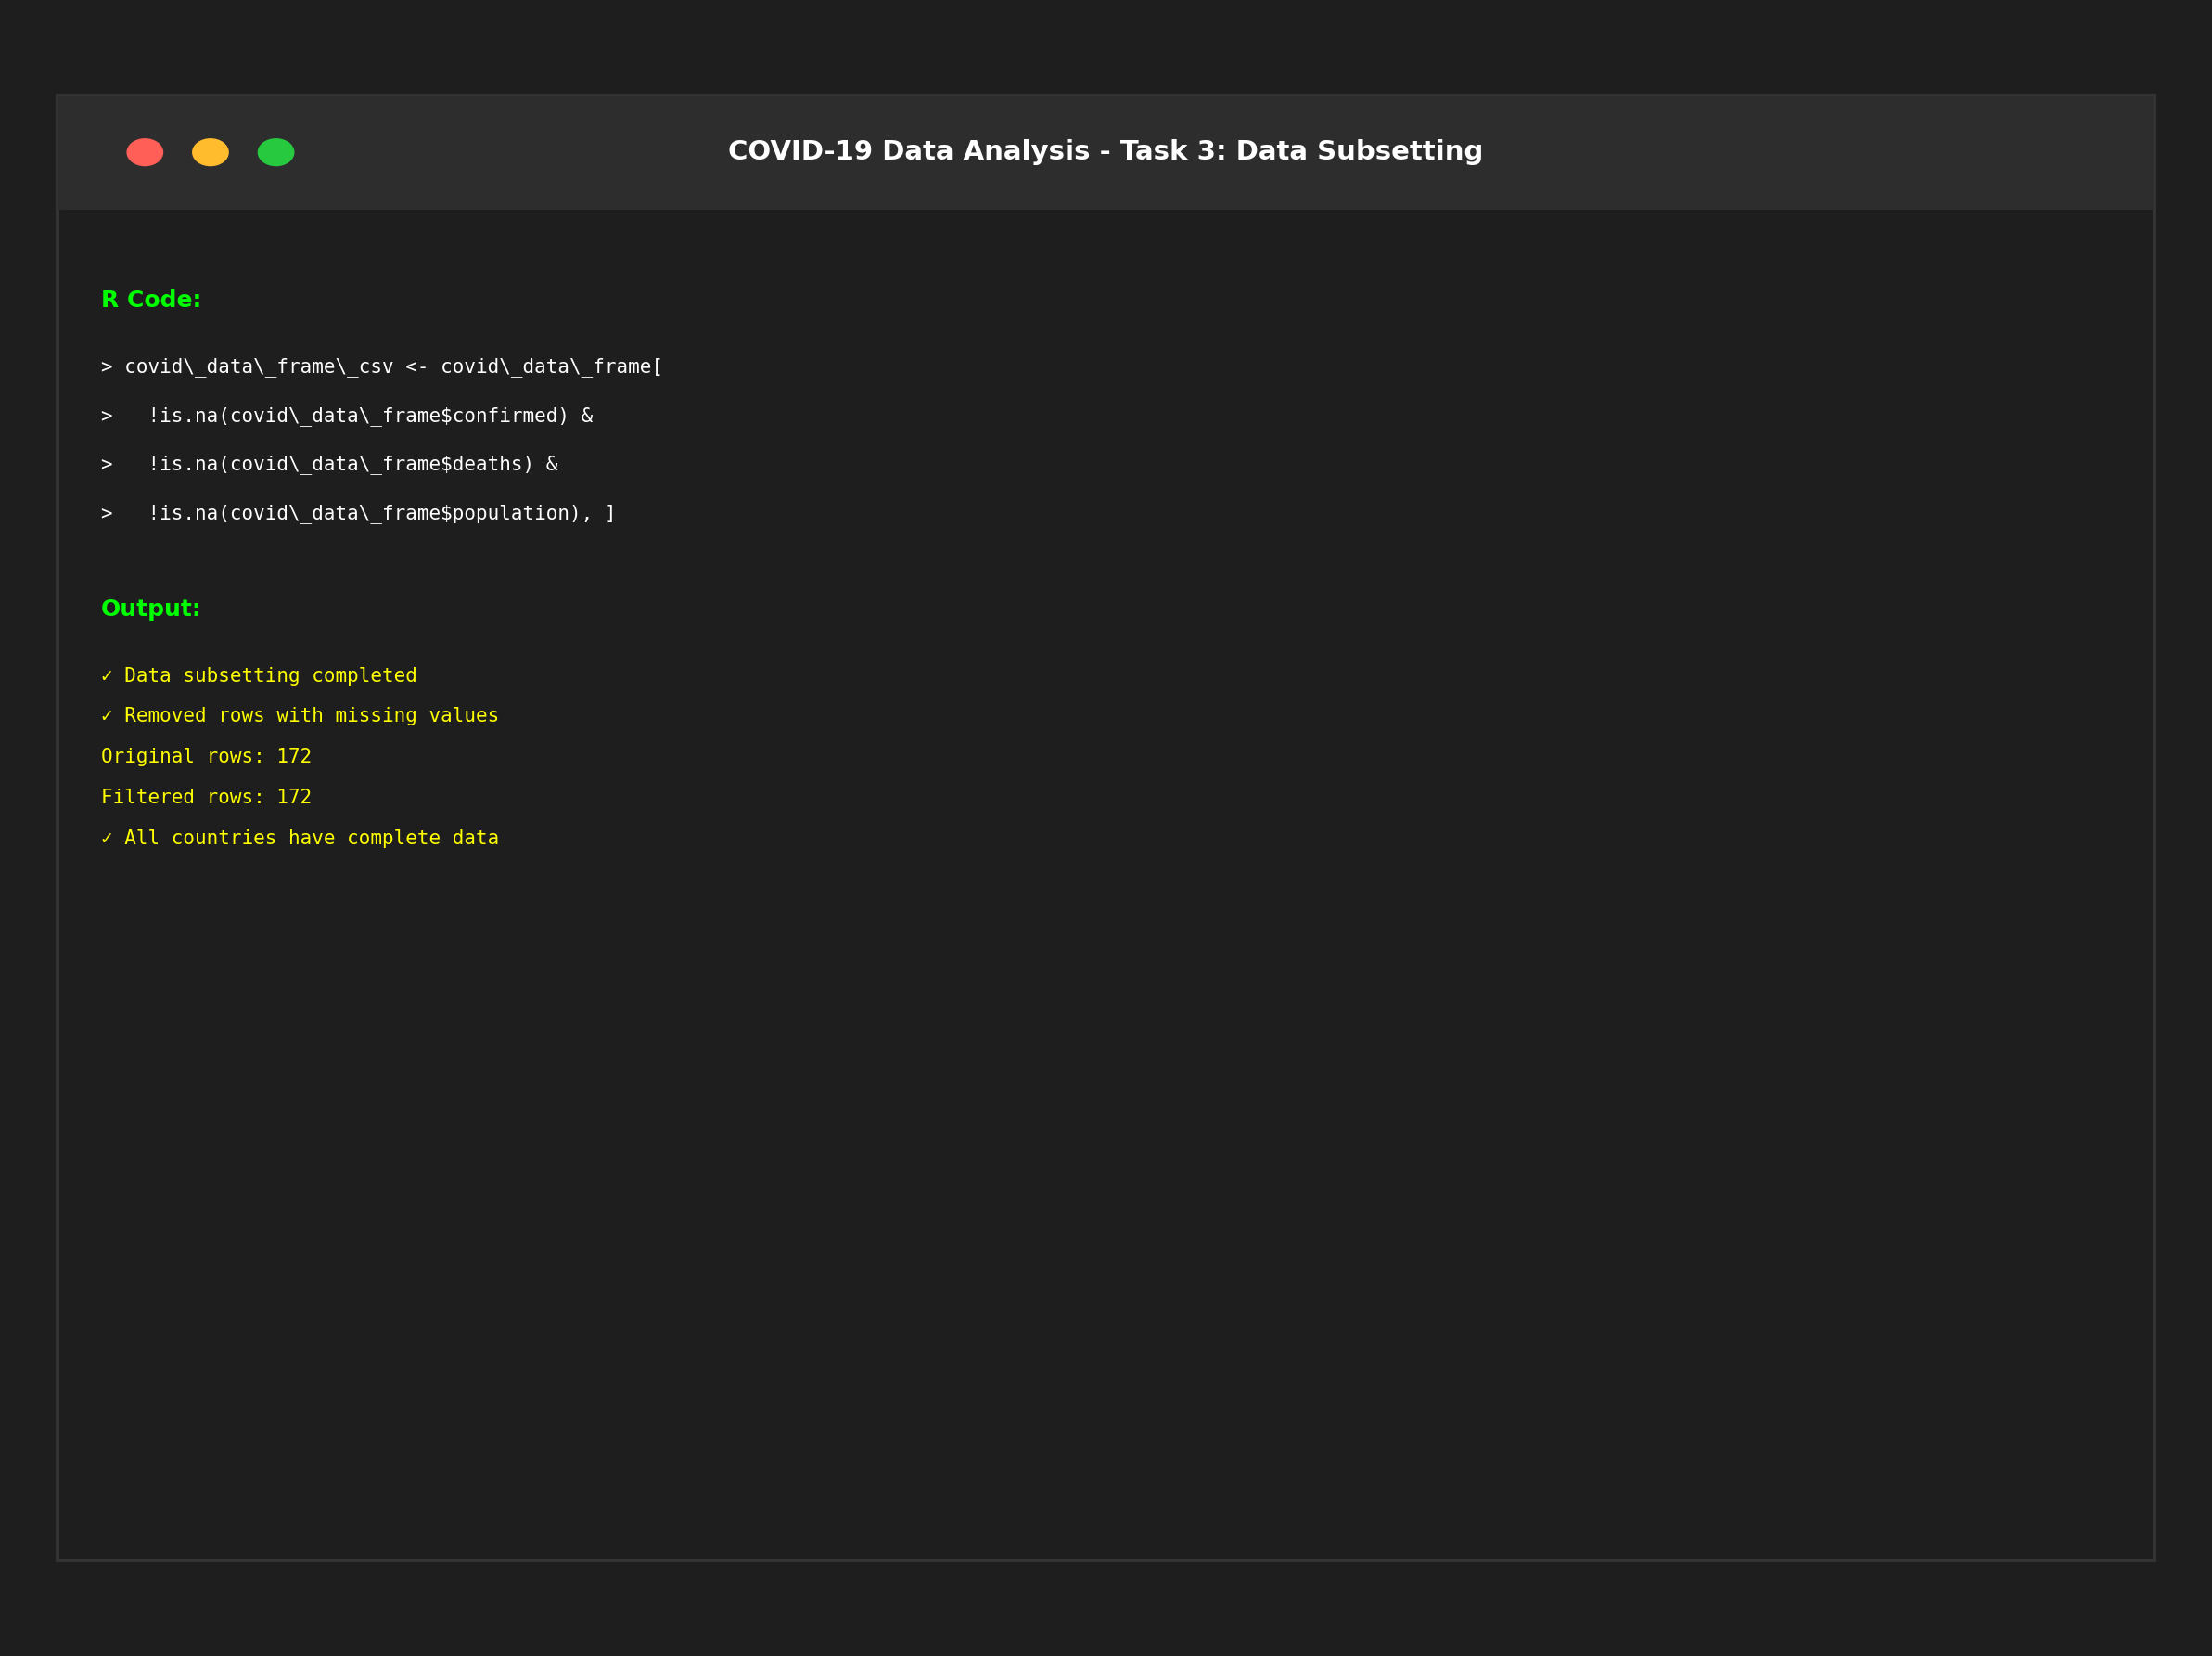 COVID-19 Data Analysis - Task 3: Data Subsetting
R Code:
> covid\_data\_frame\_csv <- covid\_data\_frame[
>   !is.na(covid\_data\_frame$confirmed) &
>   !is.na(covid\_data\_frame$deaths) &
>   !is.na(covid\_data\_frame$population), ]
Output:
✓ Data subsetting completed
✓ Removed rows with missing values
Original rows: 172
Filtered rows: 172
✓ All countries have complete data